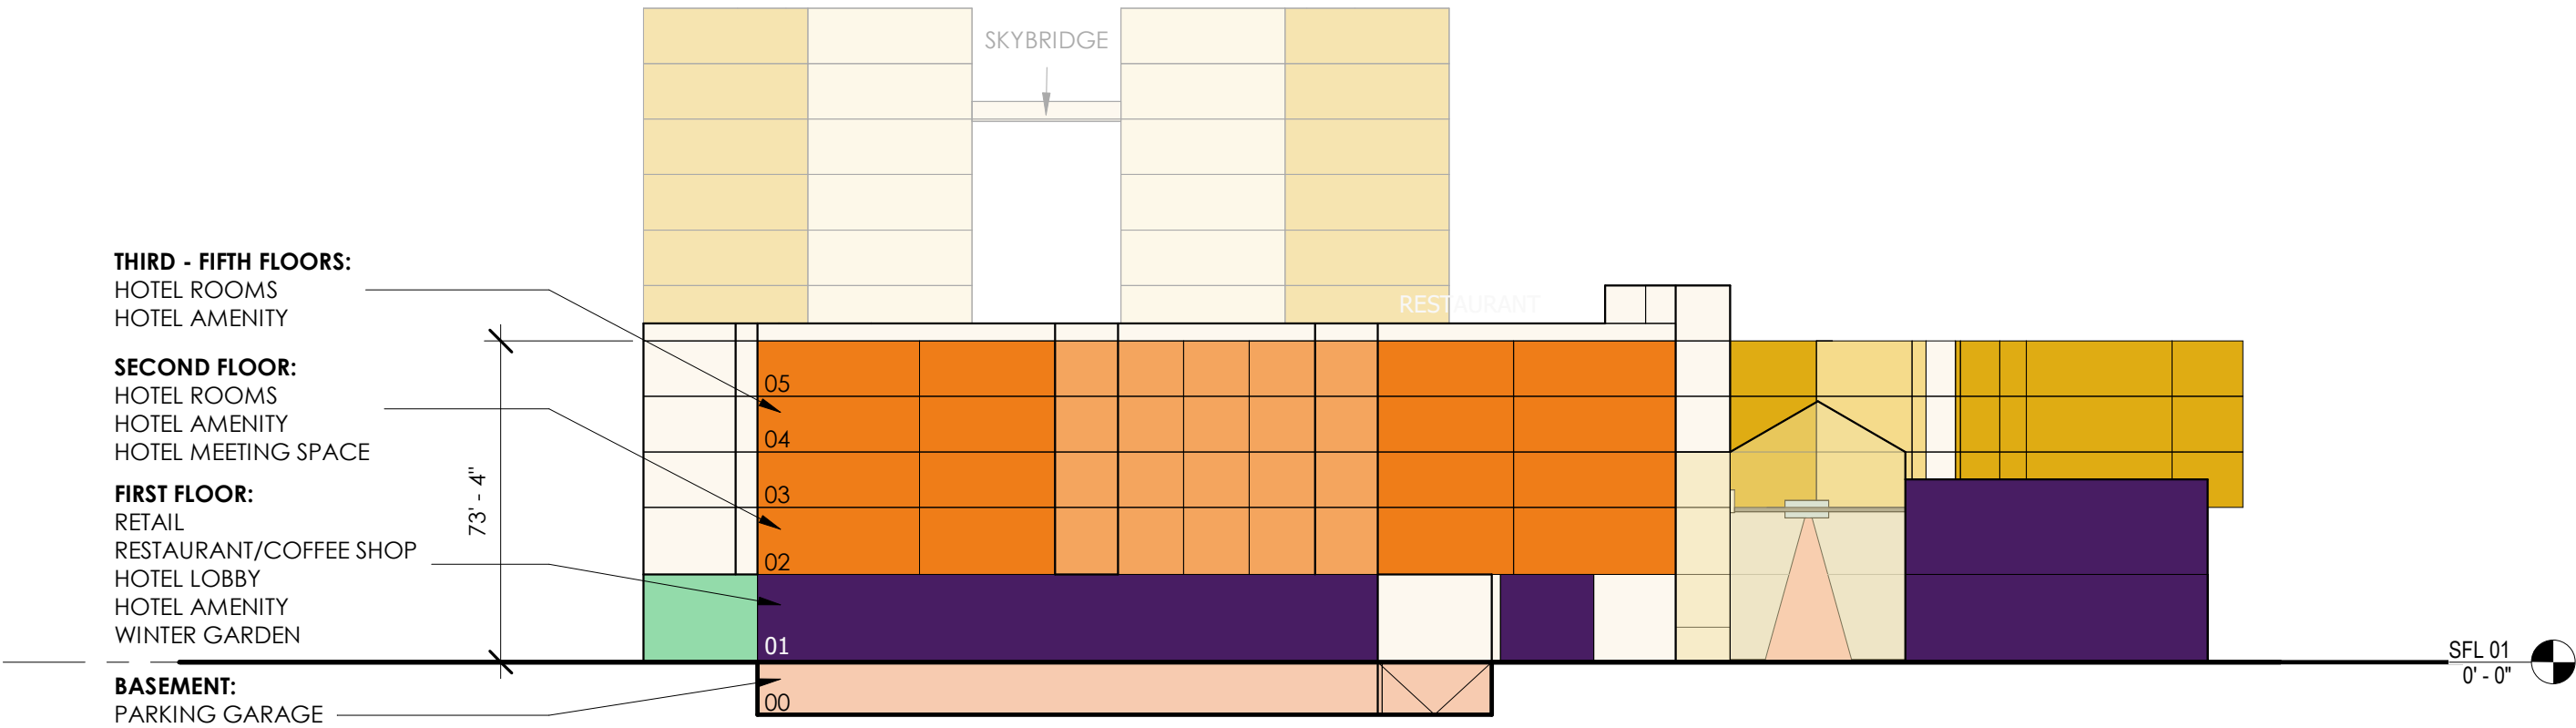 SKYBRIDGE
THIRD - FIFTH FLOORS:
HOTEL ROOMS
HOTEL AMENITY
SECOND FLOOR:
HOTEL ROOMS
HOTEL AMENITY
HOTEL MEETING SPACE
FIRST FLOOR:
RETAIL
RESTAURANT/COFFEE SHOP
HOTEL LOBBY
HOTEL AMENITY
WINTER GARDEN
BASEMENT:
PARKING GARAGE
73' - 4"
RESTAURANT
05
04
03
02
01
00
SFL 01
0' - 0"